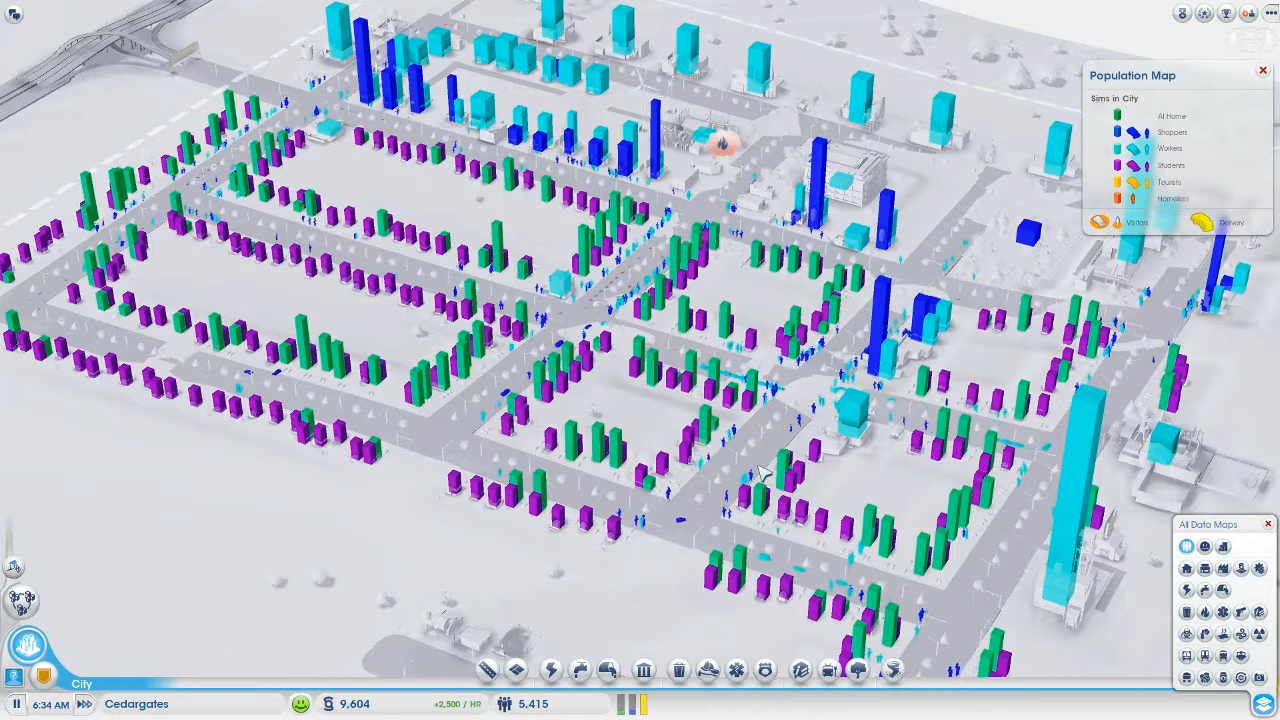 Population Map
Sims in City
At Home
Shoppers
Workers
Students
Tourists
Homeless
Visitors
Delivery
All Data Maps
City
6:34 AM
Cedargates
9,604
+2,500 / HR
5,415